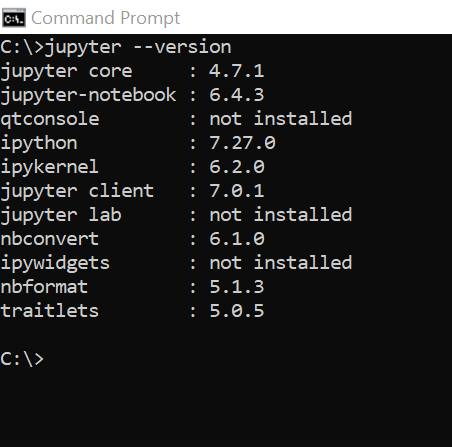 Command Prompt
C:\>jupyter --version
jupyter core     : 4.7.1
jupyter-notebook : 6.4.3
qtconsole        : not installed
ipython          : 7.27.0
ipykernel        : 6.2.0
jupyter client   : 7.0.1
jupyter lab      : not installed
nbconvert        : 6.1.0
ipywidgets       : not installed
nbformat         : 5.1.3
traitlets        : 5.0.5
C:\>